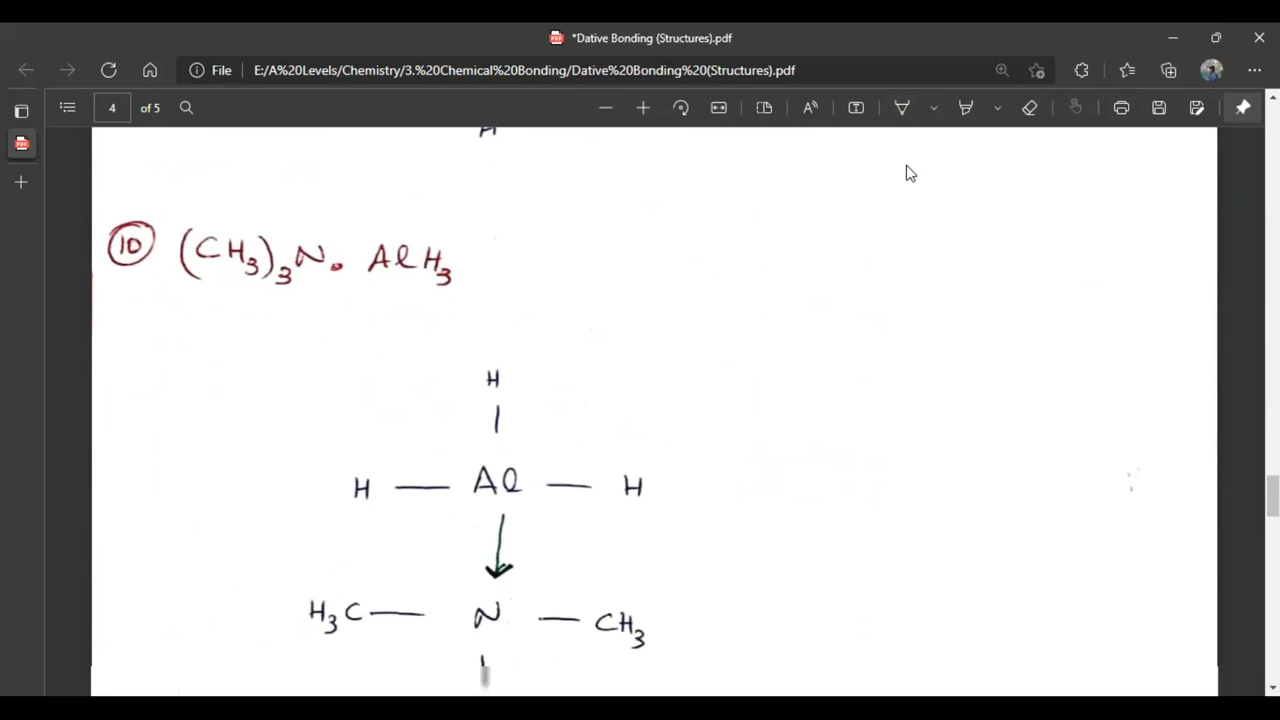 *Dative Bonding (Structures).pdf
File E:/A%20Levels/Chemistry/3.%20Chemical%20Bonding/Dative%20Bonding%20(Structures).pdf
4 of 5
H
10 (CH3)3N. AlH3
H
H — Al — H
H3C — N — CH3